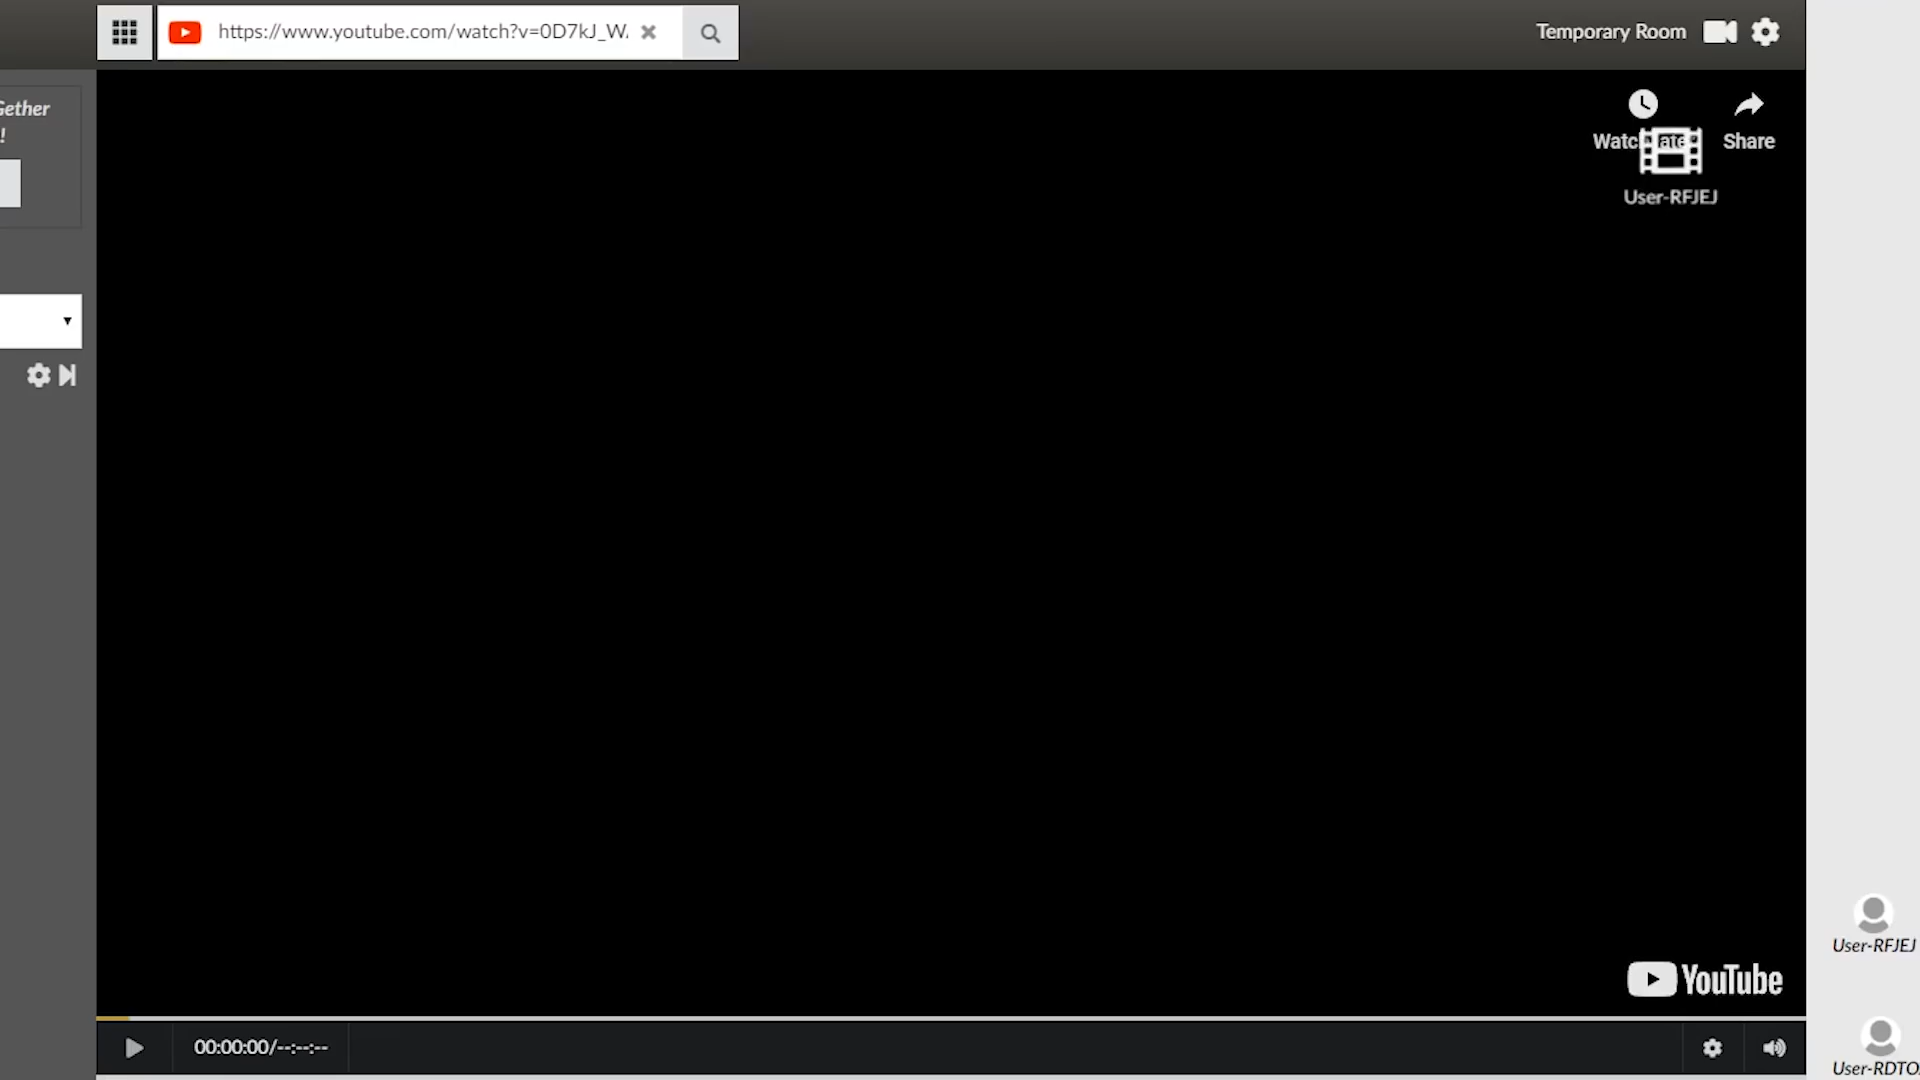 https://www.youtube.com/watch?v=0D7kJ_W
Temporary Room
Gether
!
Share
User-RFJEJ
User-RFJEJ
YouTube
00:00:00/--:--:--
User-RDTO